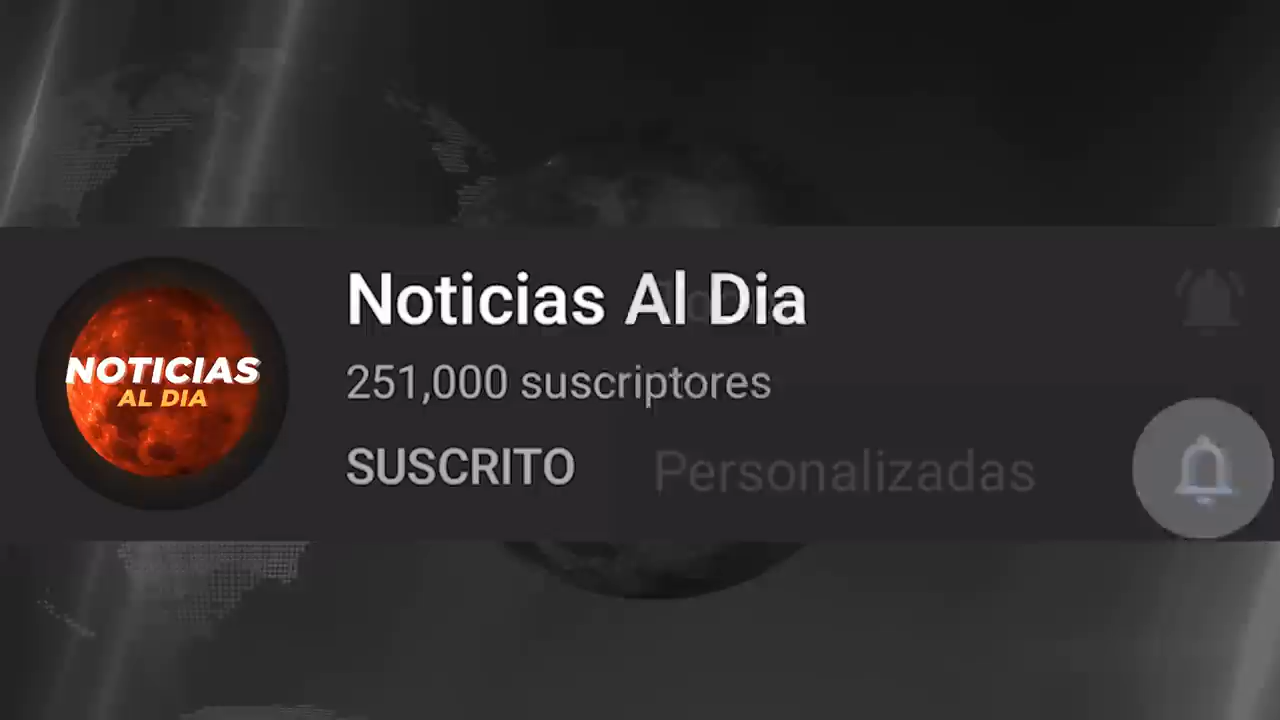 NOTICIAS
AL DIA
Noticias Al Dia
251,000 suscriptores
SUSCRITO
Personalizadas